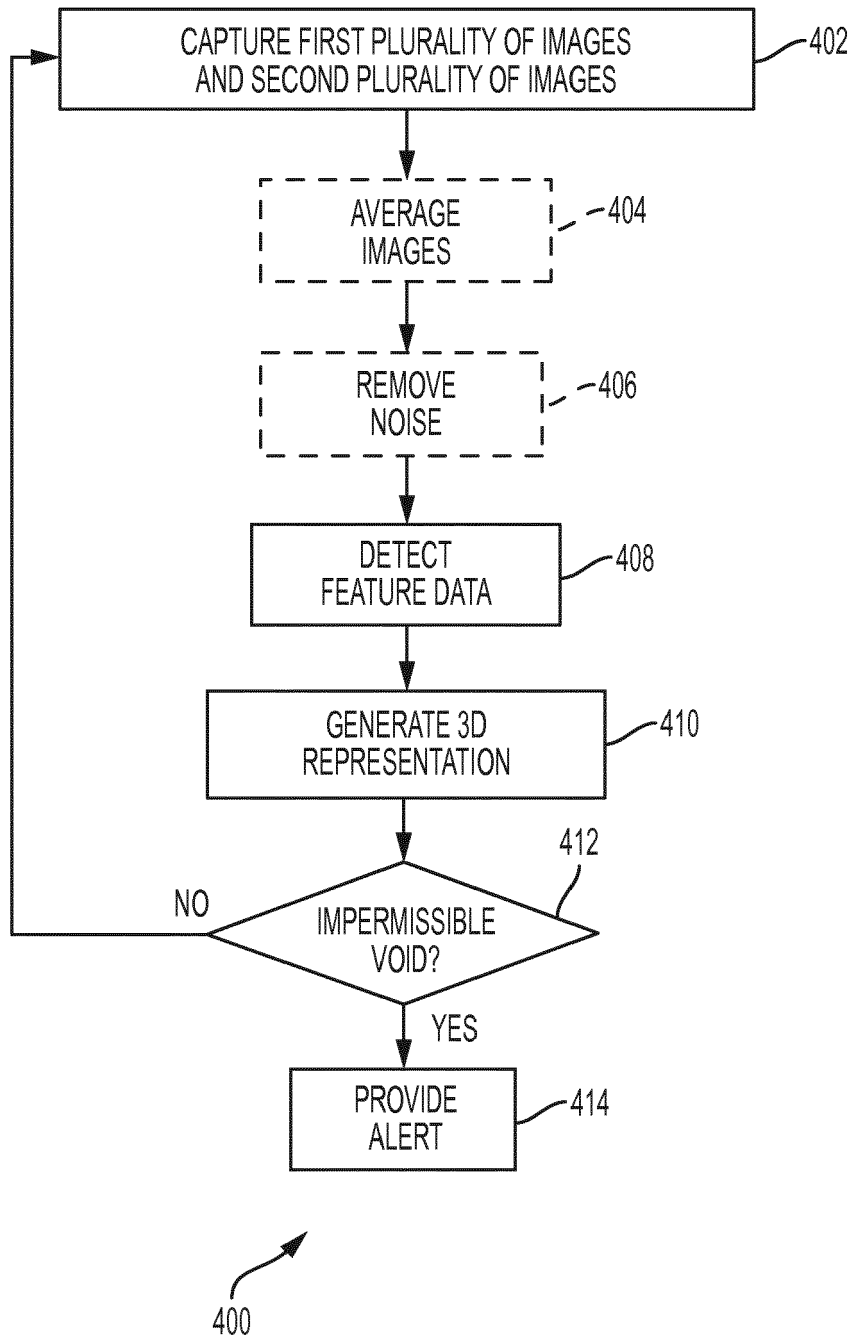 CAPTURE FIRST PLURALITY OF IMAGES
AND SECOND PLURALITY OF IMAGES
402
AVERAGE
IMAGES
404
REMOVE
NOISE
406
DETECT
FEATURE DATA
408
GENERATE 3D
REPRESENTATION
410
412
NO
IMPERMISSIBLE
VOID?
YES
PROVIDE
ALERT
414
400